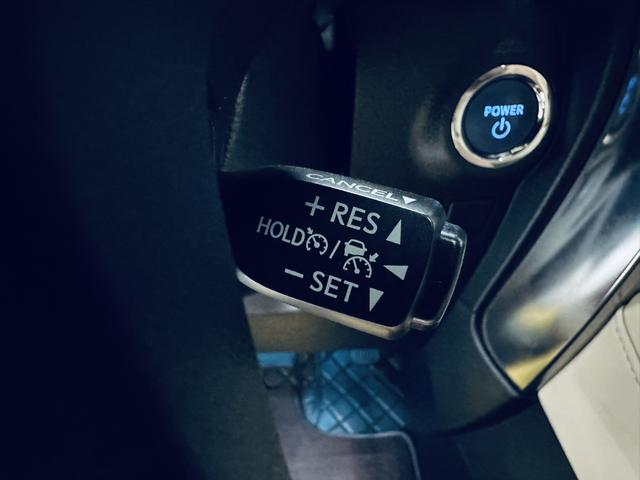 POWER
CANCEL▼
+ RES ▲
HOLD /
− SET ▼